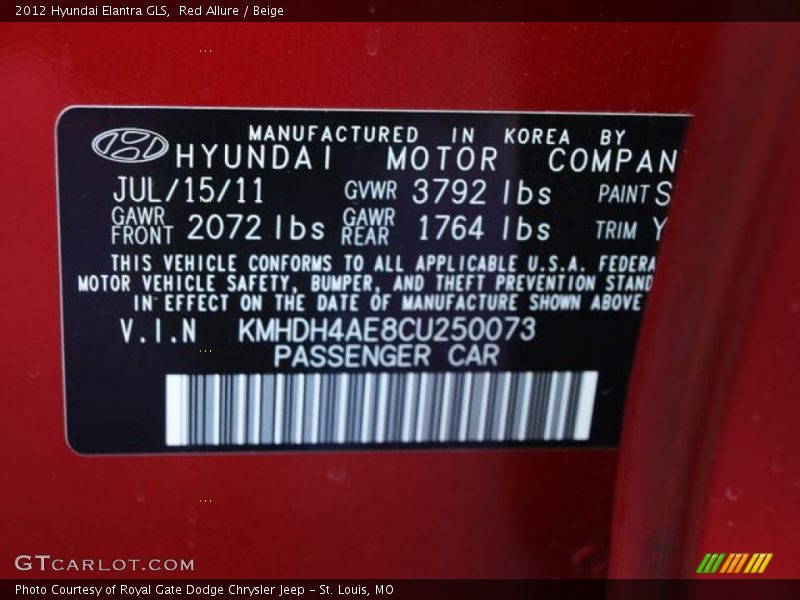 2012 Hyundai Elantra GLS, Red Allure / Beige
MANUFACTURED IN KOREA BY
HYUNDAI MOTOR COMPAN
JUL/15/11 GVWR 3792 lbs PAINT S
GAWR FRONT 2072 lbs GAWR REAR 1764 lbs TRIM Y
THIS VEHICLE CONFORMS TO ALL APPLICABLE U.S.A. FEDERA
MOTOR VEHICLE SAFETY, BUMPER, AND THEFT PREVENTION STAND
IN EFFECT ON THE DATE OF MANUFACTURE SHOWN ABOVE
V.I.N KMHDH4AE8CU250073
PASSENGER CAR
GTCARLOT.COM
Photo Courtesy of Royal Gate Dodge Chrysler Jeep - St. Louis, MO